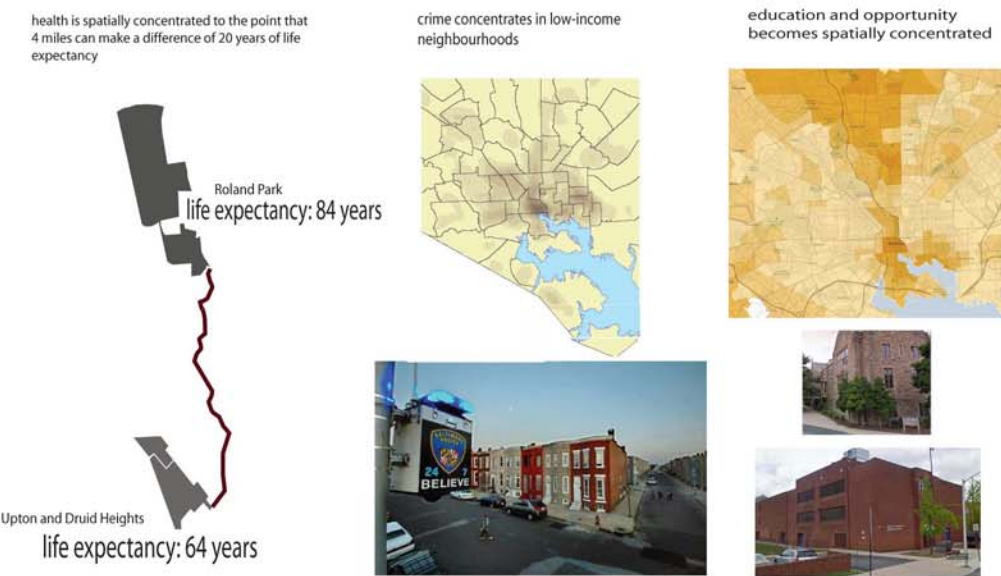 health is spatially concentrated to the point that
4 miles can make a difference of 20 years of life
expectancy
Roland Park
life expectancy: 84 years
Upton and Druid Heights
life expectancy: 64 years
crime concentrates in low-income
neighbourhoods
24 7
BELIEVE
education and opportunity
becomes spatially concentrated